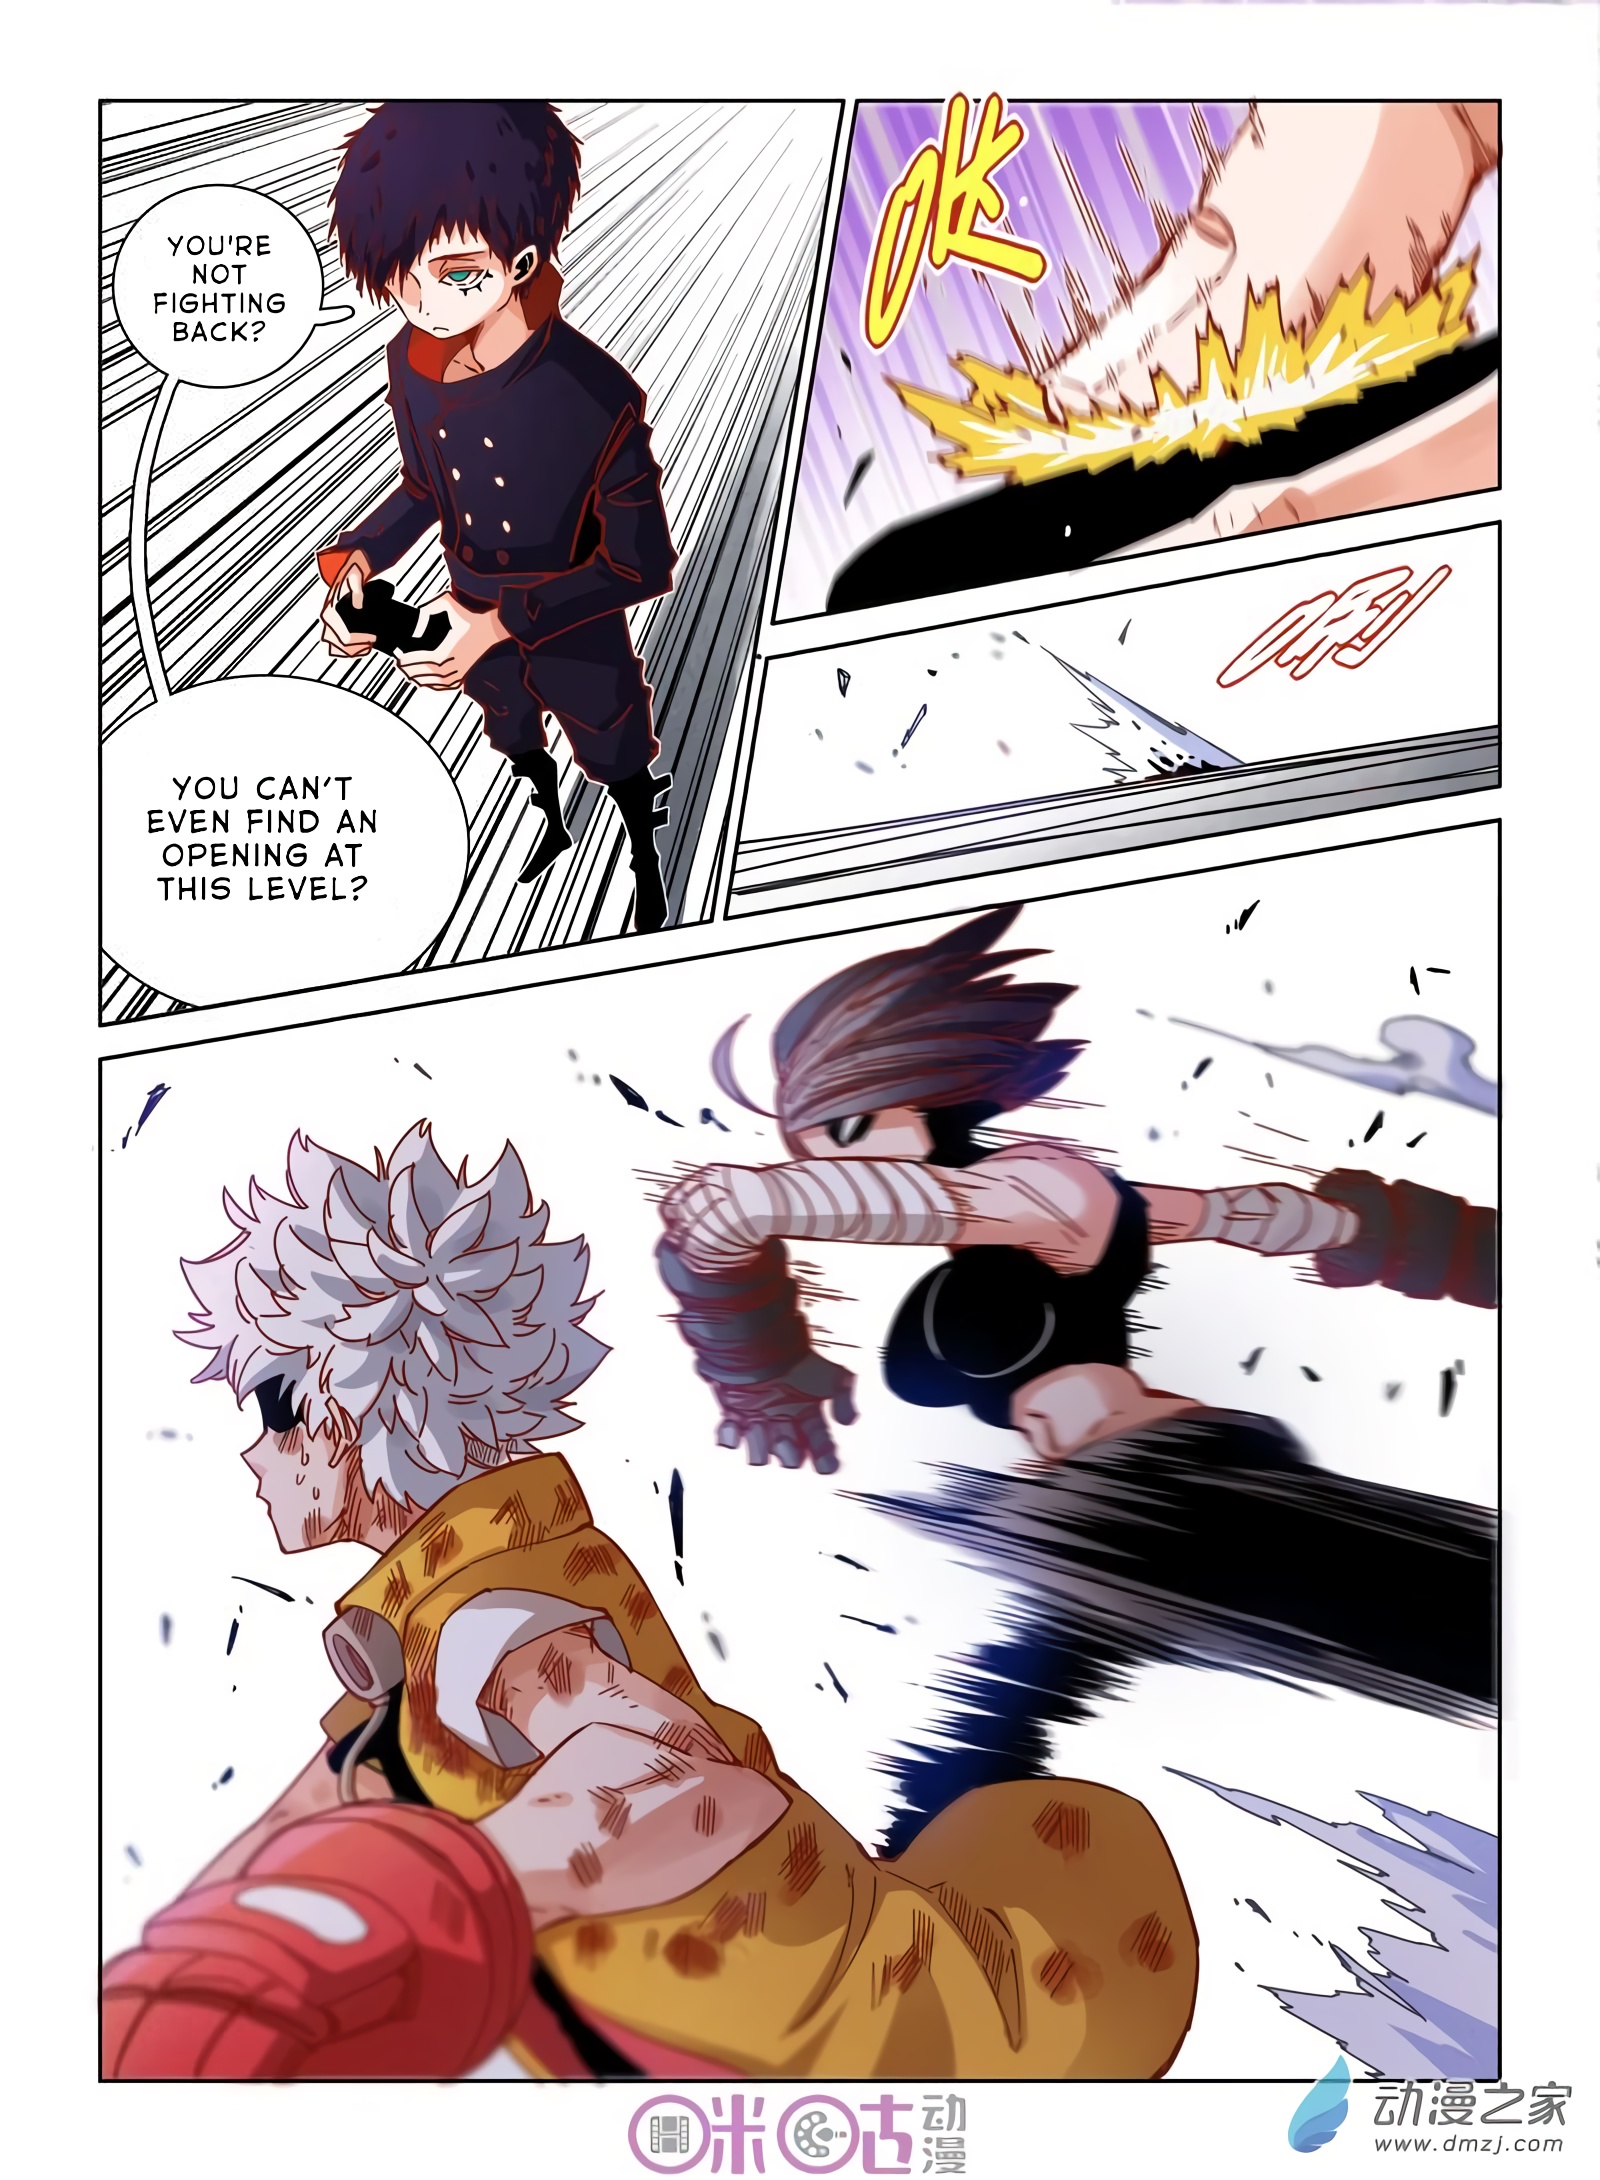 YOU'RE
NOT
FIGHTING
BACK?
YOU CAN'T
EVEN FIND AN
OPENING AT
THIS LEVEL?
咪咕动漫
动漫之家
www.dmzj.com